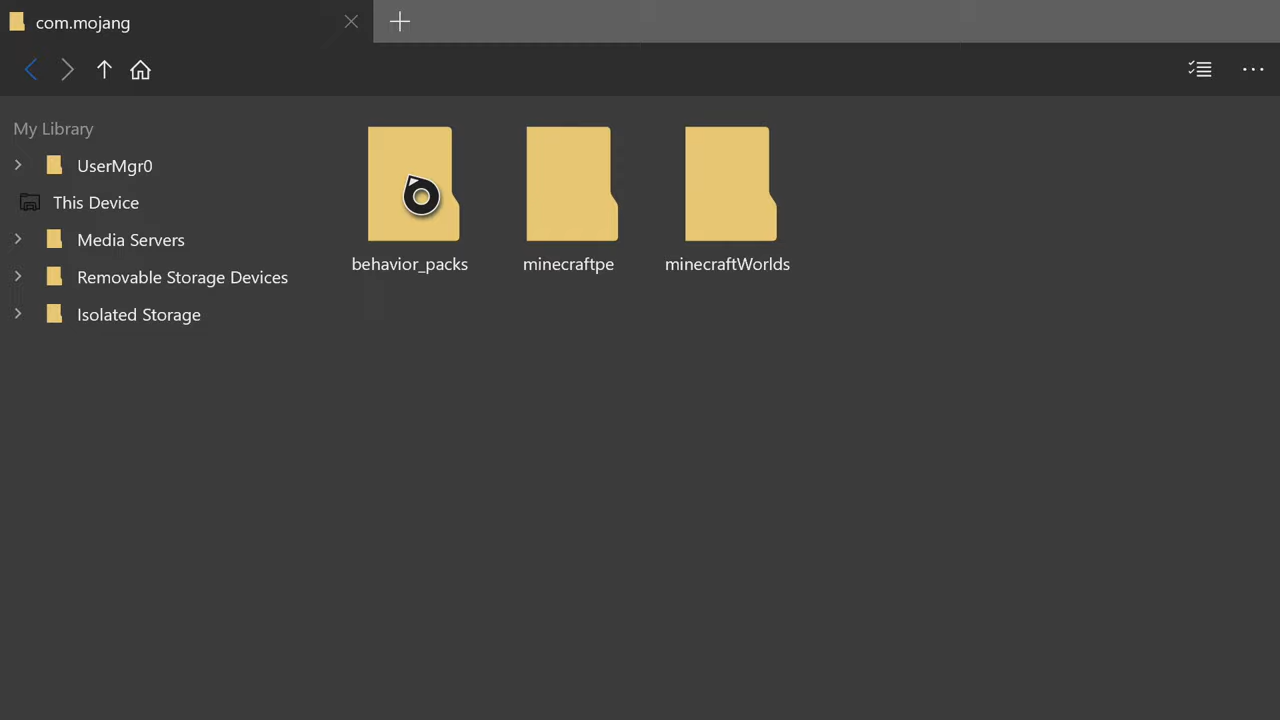 com.mojang
My Library
UserMgr0
This Device
Media Servers
Removable Storage Devices
Isolated Storage
behavior_packs
minecraftpe
minecraftWorlds